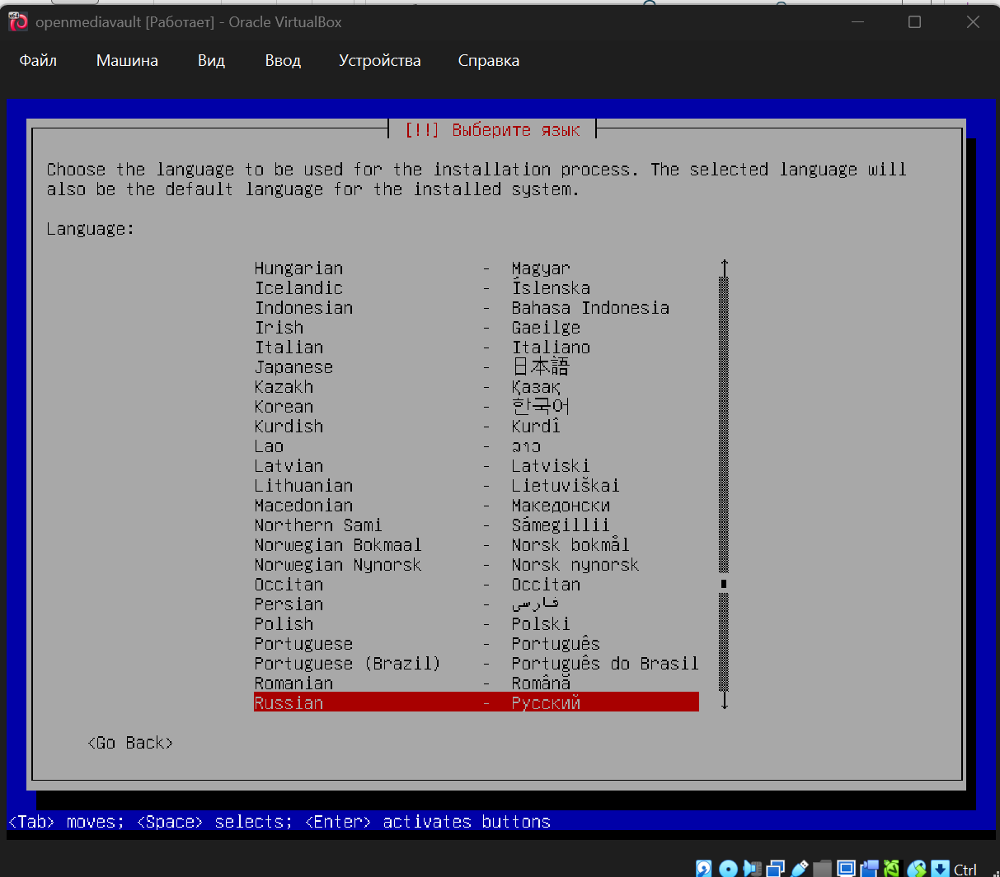 openmediavault [Работает] - Oracle VirtualBox
Файл Машина Вид Ввод Устройства Справка
[!!] Выберите язык
Choose the language to be used for the installation process. The selected language will
also be the default language for the installed system.
Language:
Hungarian - Magyar
Icelandic - Íslenska
Indonesian - Bahasa Indonesia
Irish - Gaeilge
Italian - Italiano
Japanese - 日本語
Kazakh - Қазақ
Korean - 한국어
Kurdish - Kurdî
Lao - ລາວ
Latvian - Latviski
Lithuanian - Lietuviškai
Macedonian - Македонски
Northern Sami - Sámegillii
Norwegian Bokmaal - Norsk bokmål
Norwegian Nynorsk - Norsk nynorsk
Occitan - Occitan
Persian - فارسی
Polish - Polski
Portuguese - Português
Portuguese (Brazil) - Português do Brasil
Romanian - Română
Russian - Русский
<Go Back>
<Tab> moves; <Space> selects; <Enter> activates buttons
Ctrl